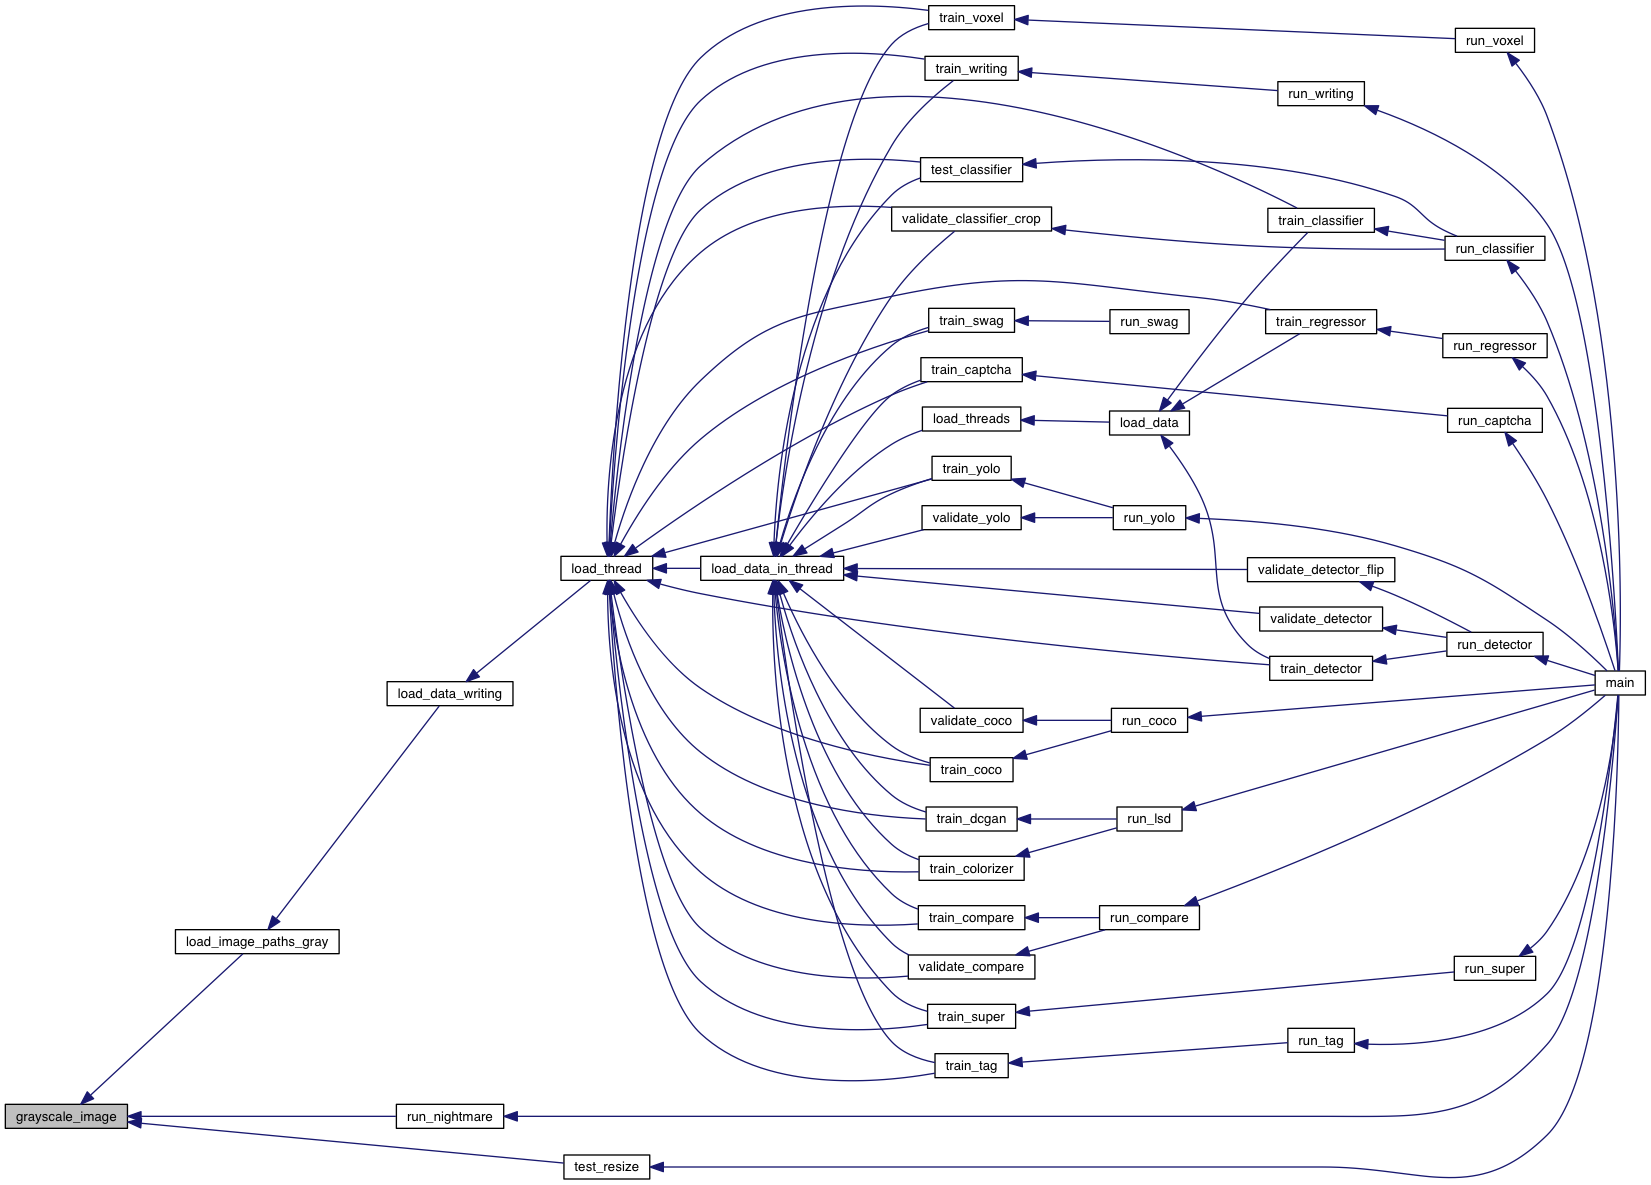 train_voxel
run_voxel
train_writing
run_writing
test_classifier
validate_classifier_crop
train_classifier
run_classifier
train_swag
run_swag
train_regressor
run_regressor
train_captcha
run_captcha
load_threads
load_data
train_yolo
validate_yolo
run_yolo
load_thread
load_data_in_thread
validate_detector_flip
validate_detector
run_detector
train_detector
main
load_data_writing
validate_coco
run_coco
train_coco
train_dcgan
run_lsd
train_colorizer
train_compare
run_compare
load_image_paths_gray
validate_compare
run_super
train_super
run_tag
train_tag
grayscale_image
run_nightmare
test_resize